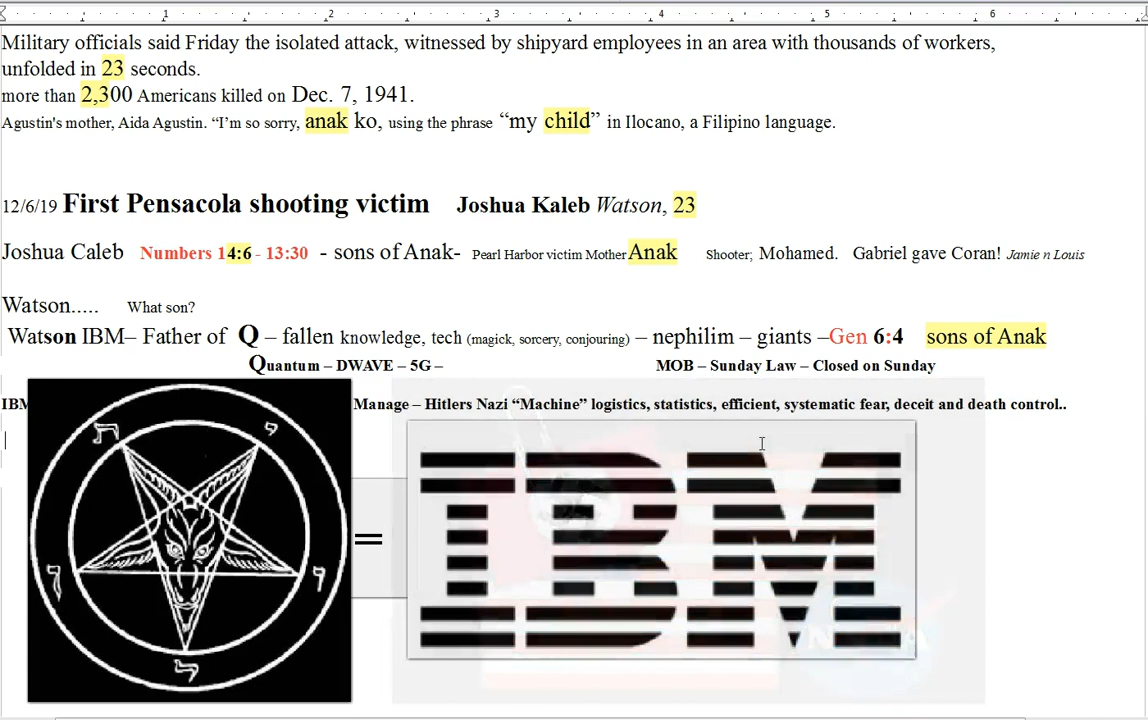 1 2 3 4 5 6
Military officials said Friday the isolated attack, witnessed by shipyard employees in an area with thousands of workers,
unfolded in 23 seconds.
more than 2,300 Americans killed on Dec. 7, 1941.
Agustin's mother, Aida Agustin. “I’m so sorry, anak ko, using the phrase “my child” in Ilocano, a Filipino language.
12/6/19 First Pensacola shooting victim Joshua Kaleb Watson, 23
Joshua Caleb Numbers 14:6 - 13:30 - sons of Anak- Pearl Harbor victim Mother Anak Shooter; Mohamed. Gabriel gave Coran! Jamie n Louis
Watson..... What son?
Watson IBM– Father of Q – fallen knowledge, tech (magick, sorcery, conjouring) – nephilim – giants –Gen 6:4 sons of Anak
Quantum – DWAVE – 5G – MOB – Sunday Law – Closed on Sunday
IBM Manage – Hitlers Nazi “Machine” logistics, statistics, efficient, systematic fear, deceit and death control..
ת י
ו ן
ל
=
IBM